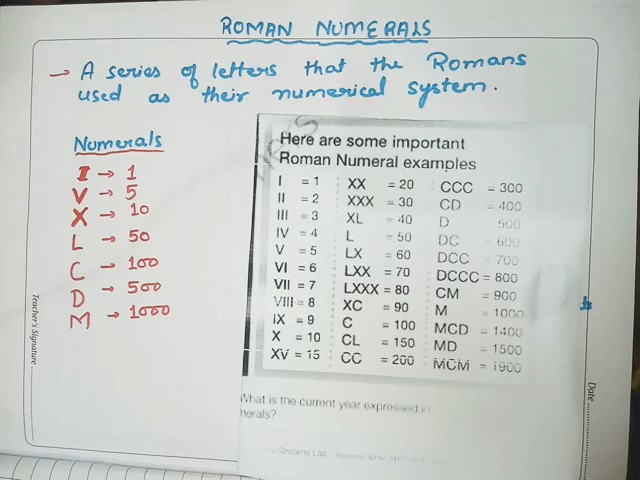 ROMAN NUMERALS
→ A series of letters that the Romans
used as their numerical system.
Numerals
I → 1
V → 5
X → 10
L → 50
C → 100
D → 500
M → 1000
Here are some important
Roman Numeral examples
I = 1 XX = 20 CCC = 300
II = 2 XXX = 30 CD = 400
III = 3 XL = 40 D = 500
IV = 4 L = 50 DC = 600
V = 5 LX = 60 DCC = 700
VI = 6 LXX = 70 DCCC = 800
VII = 7 LXXX = 80 CM = 900
VIII = 8 XC = 90 M = 1000
IX = 9 C = 100 MCD = 1400
X = 10 CL = 150 MD = 1500
XV = 15 CC = 200 MCM = 1900
What is the current year expressed in
merals?
Streams Ltd.
Teacher's Signature
Date